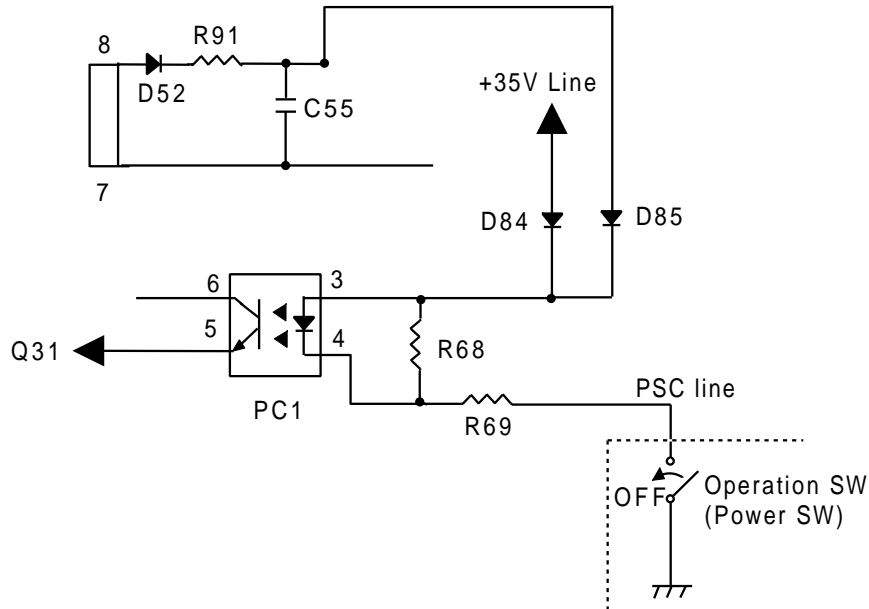 8
R91
D52
C55
7
+35V Line
D84
D85
6
3
5
4
Q31
R68
PC1
R69
PSC line
OFF
Operation SW
(Power SW)